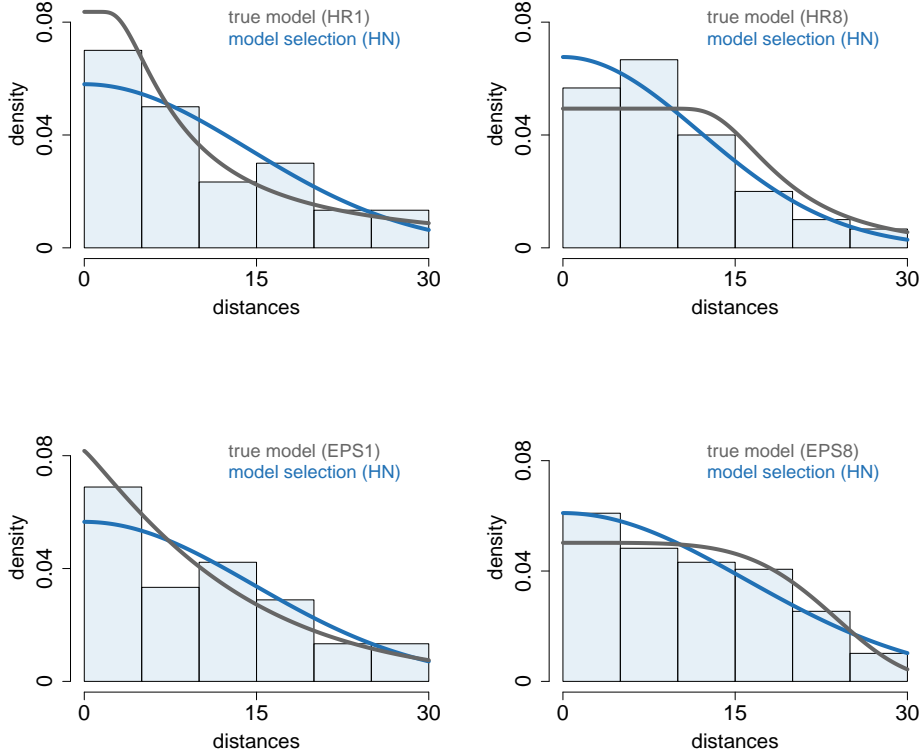 true model (HR1)
model selection (HN)
density
0.08
0.04
0
0
15
30
distances
true model (HR8)
model selection (HN)
density
0.08
0.04
0
0
15
30
distances
true model (EPS1)
model selection (HN)
density
0.08
0.04
0
0
15
30
distances
true model (EPS8)
model selection (HN)
density
0.08
0.04
0
0
15
30
distances